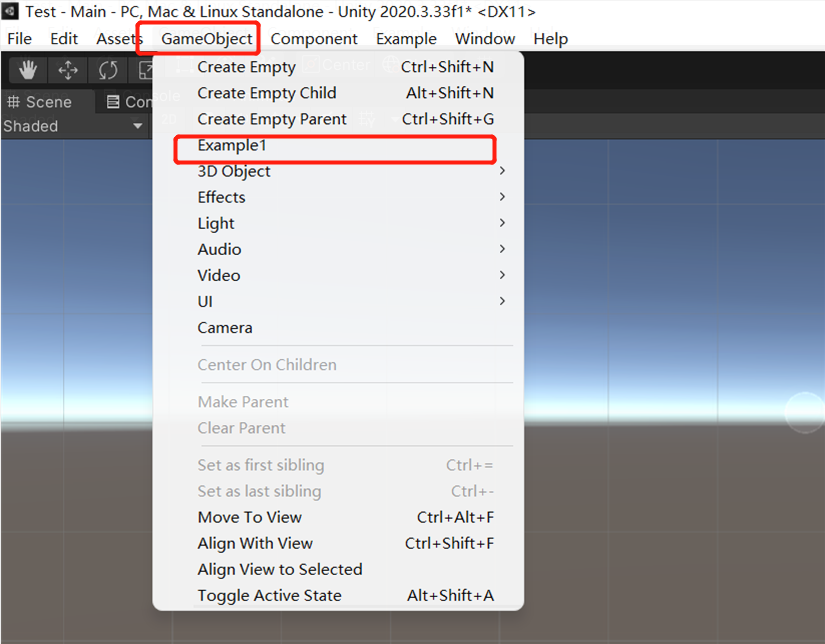 Test - Main - PC, Mac & Linux Standalone - Unity 2020.3.33f1* <DX11>
File Edit Assets GameObject Component Example Window Help
Create Empty Ctrl+Shift+N
Create Empty Child Alt+Shift+N
Create Empty Parent Ctrl+Shift+G
Example1
3D Object
Effects
Light
Audio
Video
UI
Camera
Center On Children
Make Parent
Clear Parent
Set as first sibling Ctrl+=
Set as last sibling Ctrl+-
Move To View Ctrl+Alt+F
Align With View Ctrl+Shift+F
Align View to Selected
Toggle Active State Alt+Shift+A
Center
Scene Console
Shaded